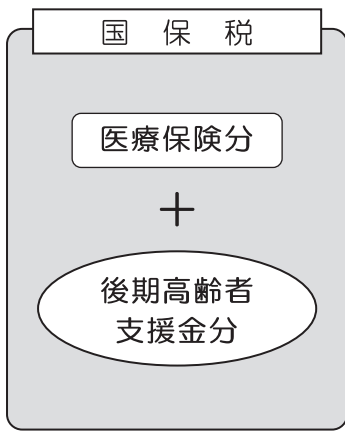 国 保 税
医療保険分
＋
後期高齢者
支援金分